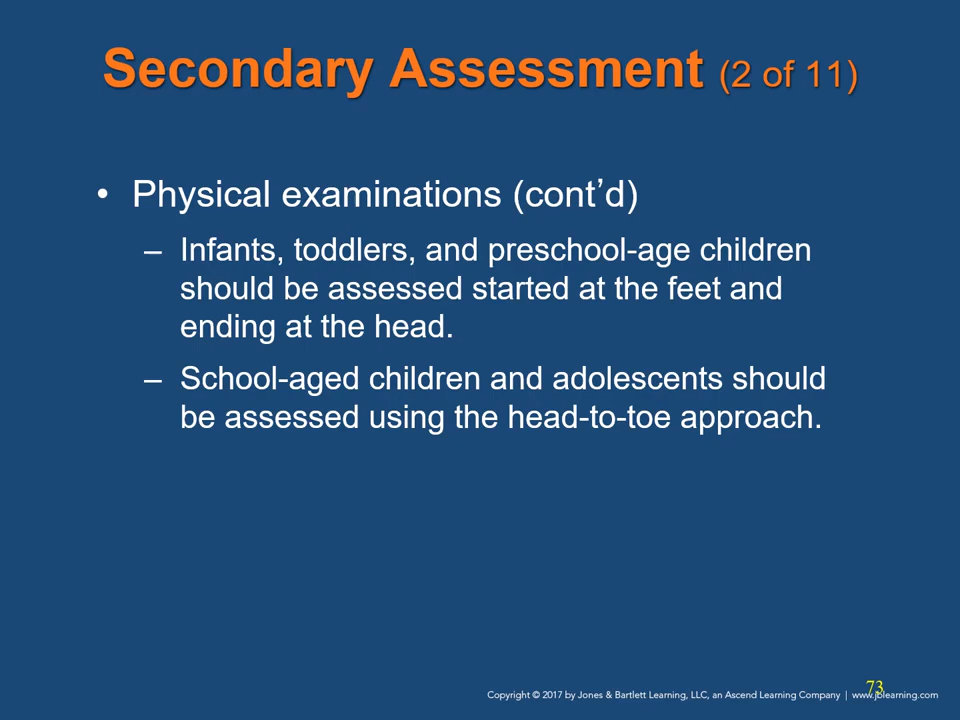 Secondary Assessment (2 of 11)
• Physical examinations (cont’d)
– Infants, toddlers, and preschool-age children
should be assessed started at the feet and
ending at the head.
– School-aged children and adolescents should
be assessed using the head-to-toe approach.
73
Copyright © 2017 by Jones & Bartlett Learning, LLC, an Ascend Learning Company | www.jblearning.com